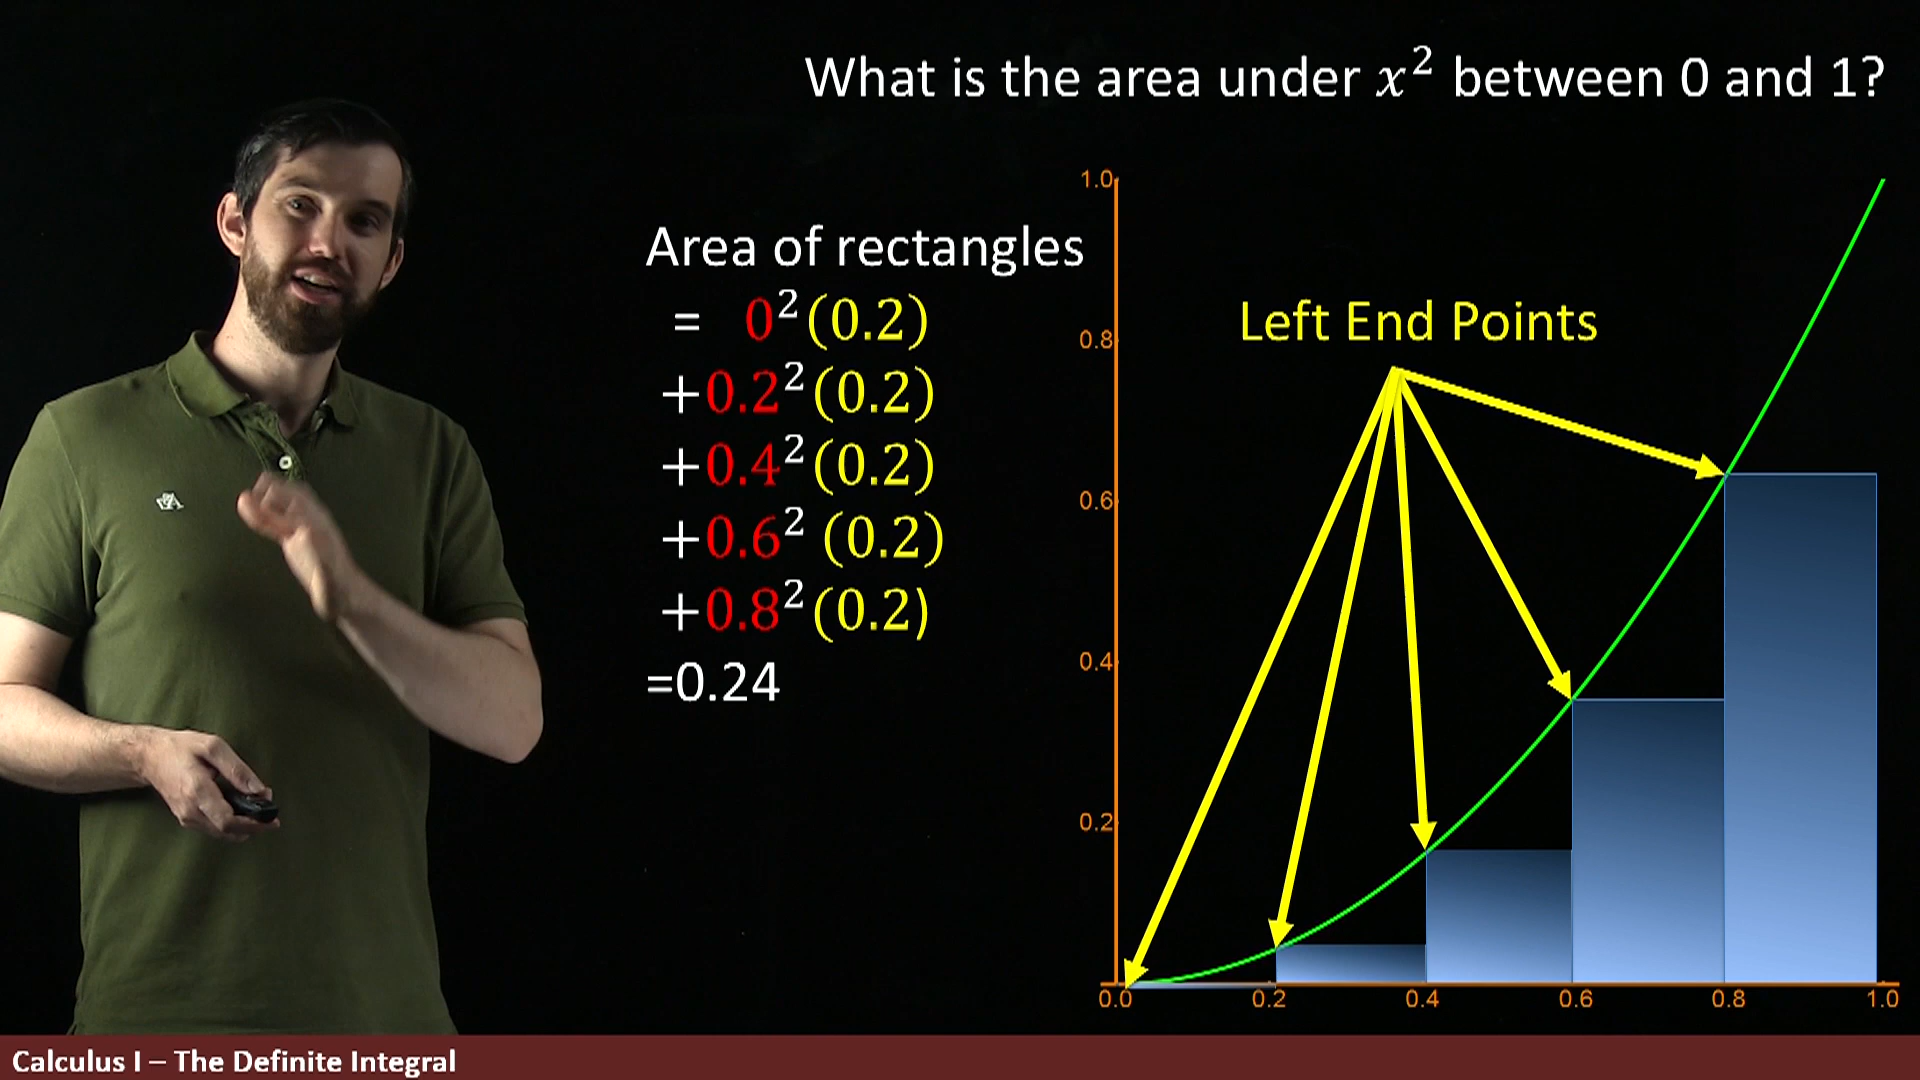 What is the area under x² between 0 and 1?
Area of rectangles
= 0²(0.2)
+0.2²(0.2)
+0.4²(0.2)
+0.6² (0.2)
+0.8²(0.2)
=0.24
Left End Points
1.0
0.8
0.6
0.4
0.2
0.0 0.2 0.4 0.6 0.8 1.0
Calculus I – The Definite Integral